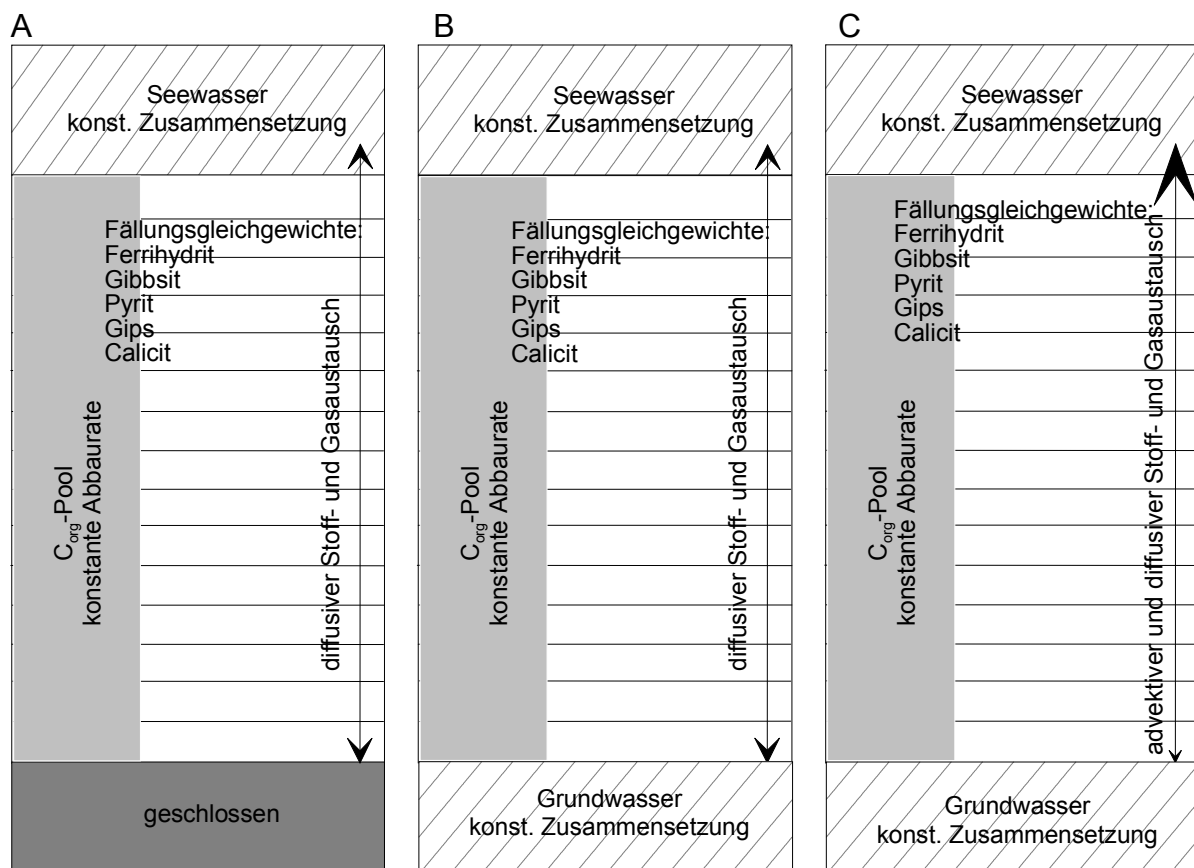 A
Seewasser
konst. Zusammensetzung
Fällungsgleichgewichte:
Ferrihydrit
Gibbsit
Pyrit
Gips
Calicit
Corg-Pool
konstante Abbaurate
diffusiver Stoff- und Gasaustausch
geschlossen
B
Seewasser
konst. Zusammensetzung
Fällungsgleichgewichte:
Ferrihydrit
Gibbsit
Pyrit
Gips
Calicit
Corg-Pool
konstante Abbaurate
diffusiver Stoff- und Gasaustausch
Grundwasser
konst. Zusammensetzung
C
Seewasser
konst. Zusammensetzung
Fällungsgleichgewichte:
Ferrihydrit
Gibbsit
Pyrit
Gips
Calicit
Corg-Pool
konstante Abbaurate
advektiver und diffusiver Stoff- und Gasaustausch
Grundwasser
konst. Zusammensetzung